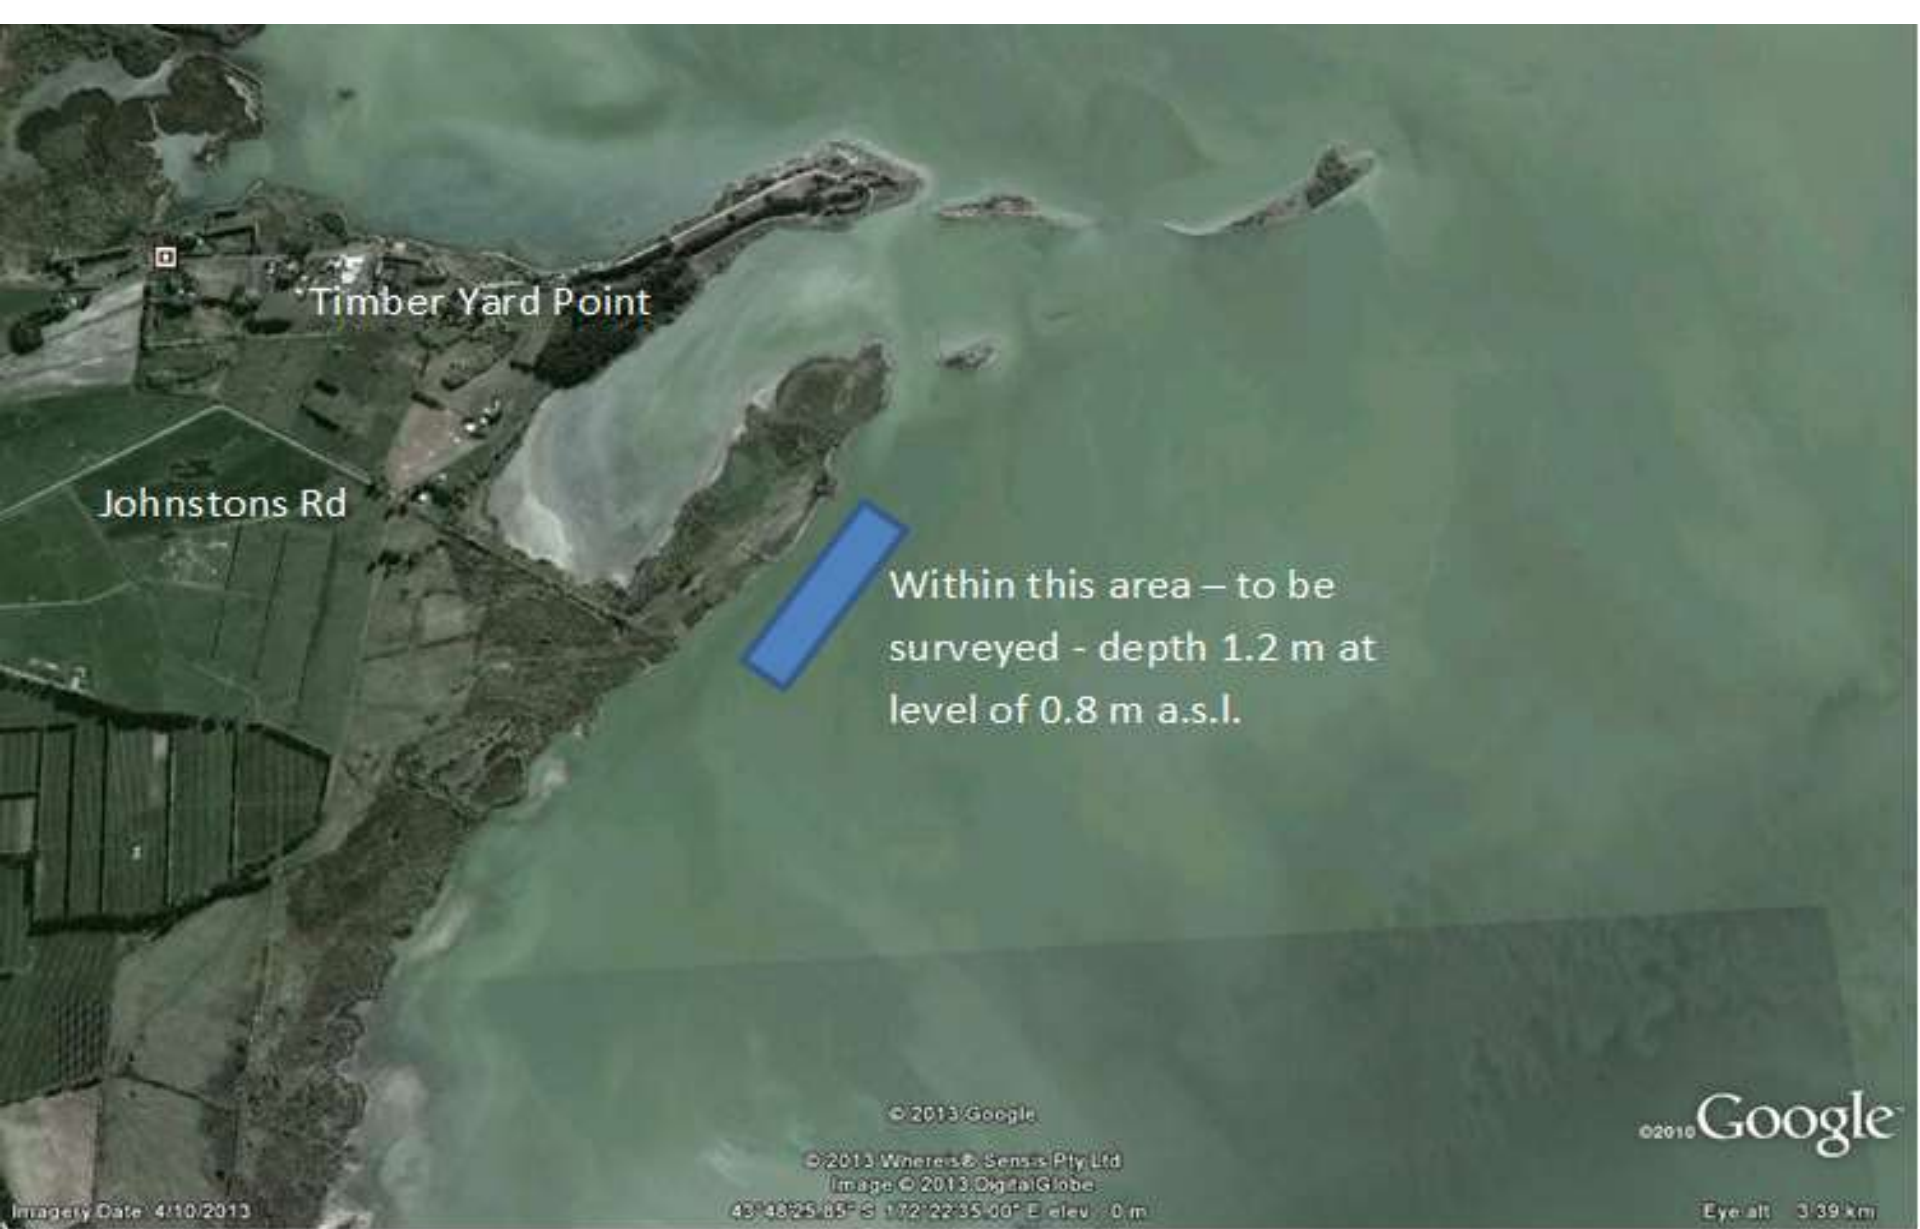 Timber Yard Point
Johnstons Rd
Within this area – to be
surveyed - depth 1.2 m at
level of 0.8 m a.s.l.
© 2013 Google
© 2013 Whereis® Sensis Pty Ltd
Image © 2013 DigitalGlobe
©2010 Google
Imagery Date: 4/10/2013
43°48'25.85" S 172°22'35.00" E elev 0 m
Eye alt 3.39 km